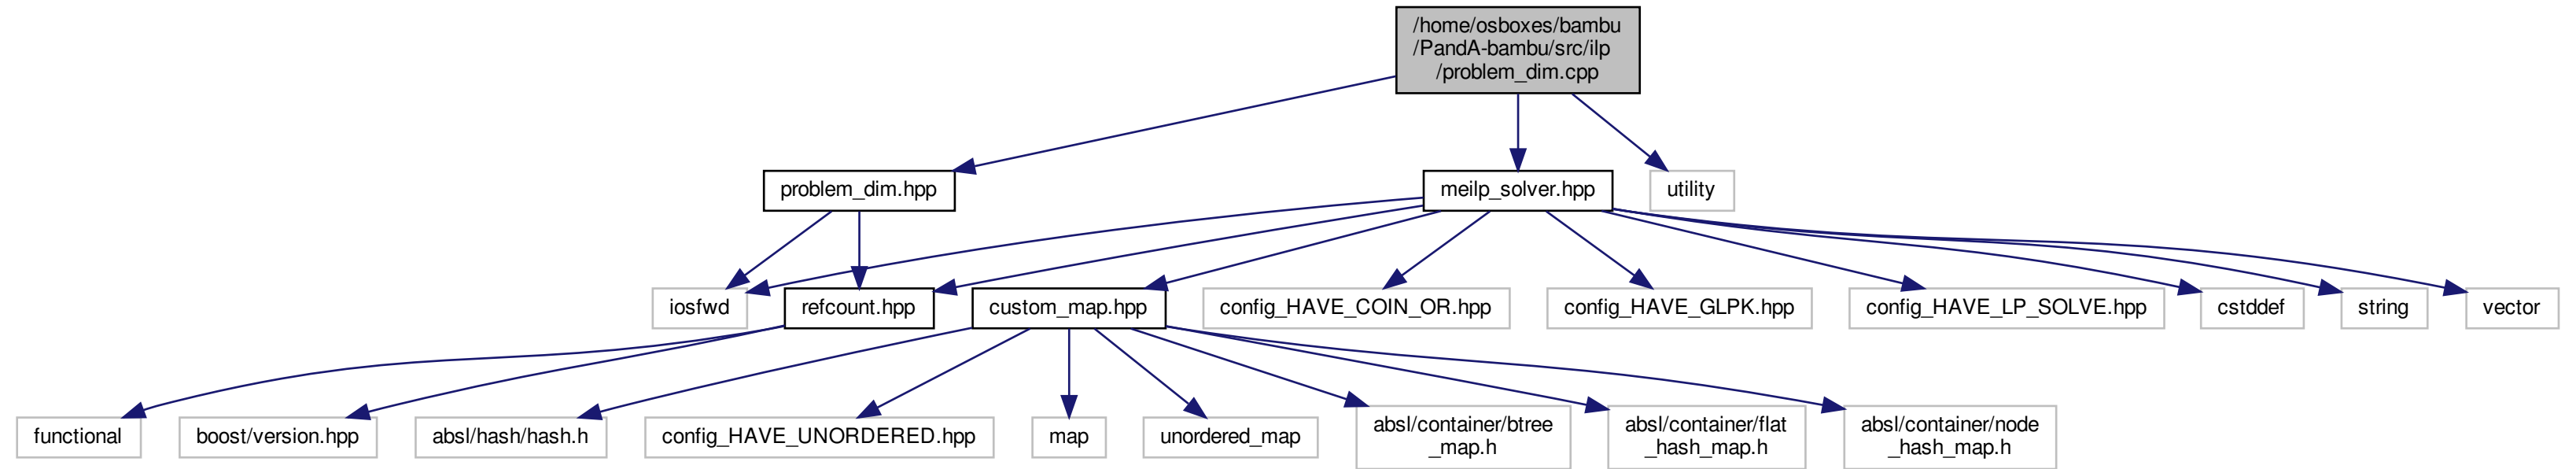 /home/osboxes/bambu
/PandA-bambu/src/ilp
/problem_dim.cpp
problem_dim.hpp
meilp_solver.hpp
utility
iosfwd
refcount.hpp
custom_map.hpp
config_HAVE_COIN_OR.hpp
config_HAVE_GLPK.hpp
config_HAVE_LP_SOLVE.hpp
cstddef
string
vector
functional
boost/version.hpp
absl/hash/hash.h
config_HAVE_UNORDERED.hpp
map
unordered_map
absl/container/btree
_map.h
absl/container/flat
_hash_map.h
absl/container/node
_hash_map.h